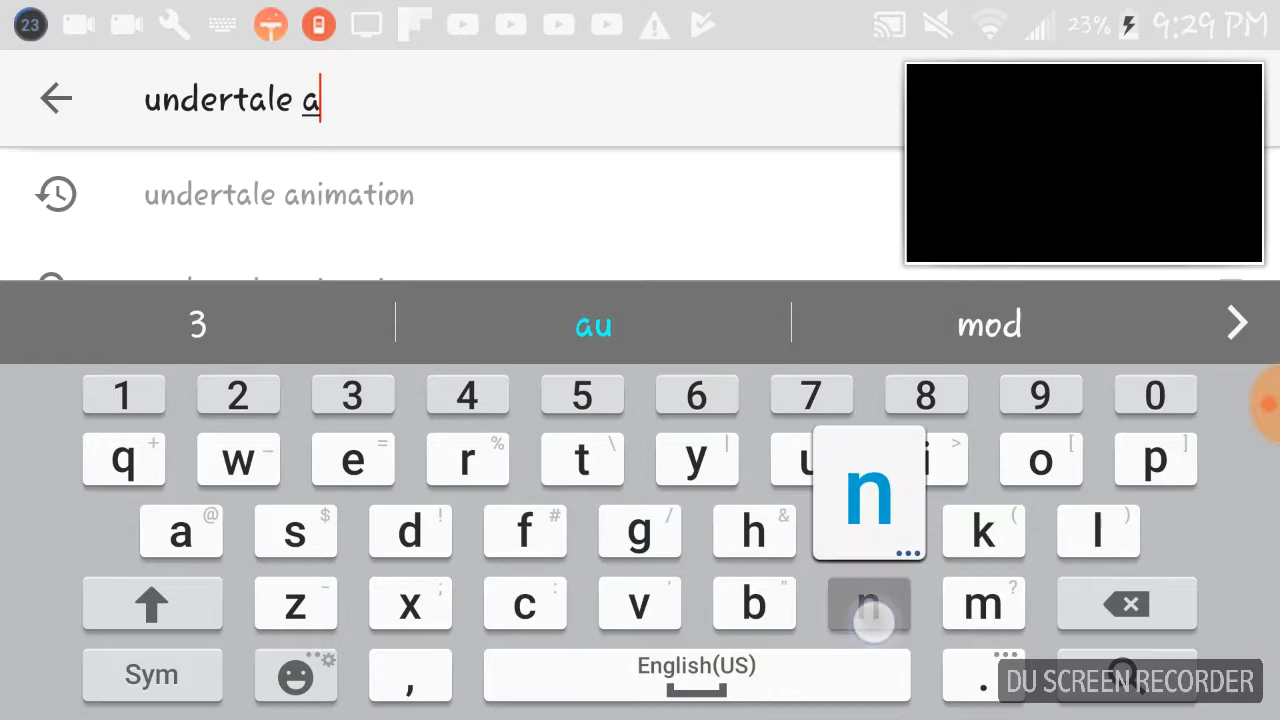 23 23% 9:29 PM
undertale a
undertale animation
3 au mod
1 2 3 4 5 6 7 8 9 0
q + w e = r % t \ y | u i > o [ p ]
a @ s $ d ! f # g / h & n k ( l )
z - x ; c : v ' b " n m ?
Sym , English(US) .
DU SCREEN RECORDER